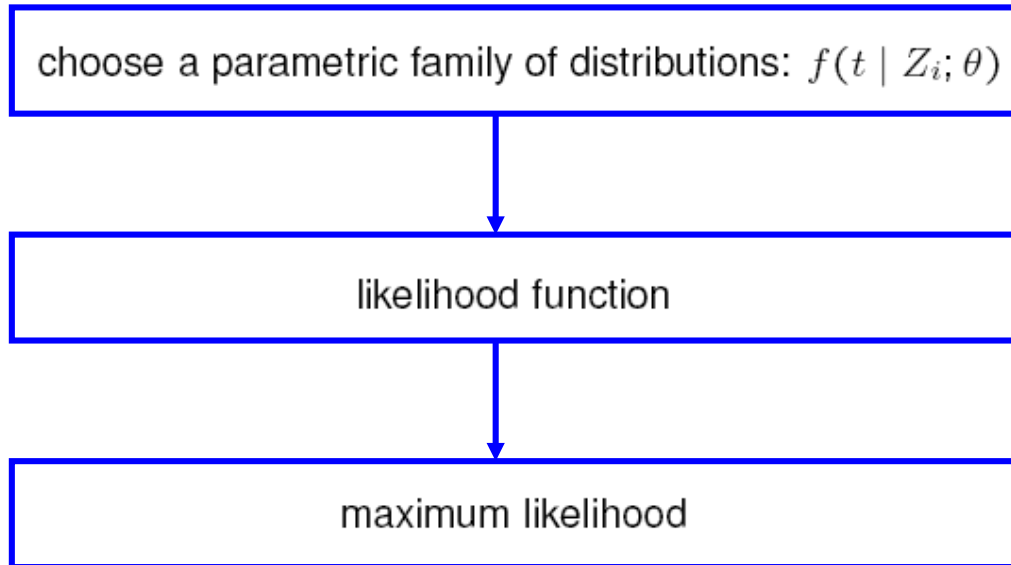 choose a parametric family of distributions: f(t | Z_i; θ)
likelihood function
maximum likelihood